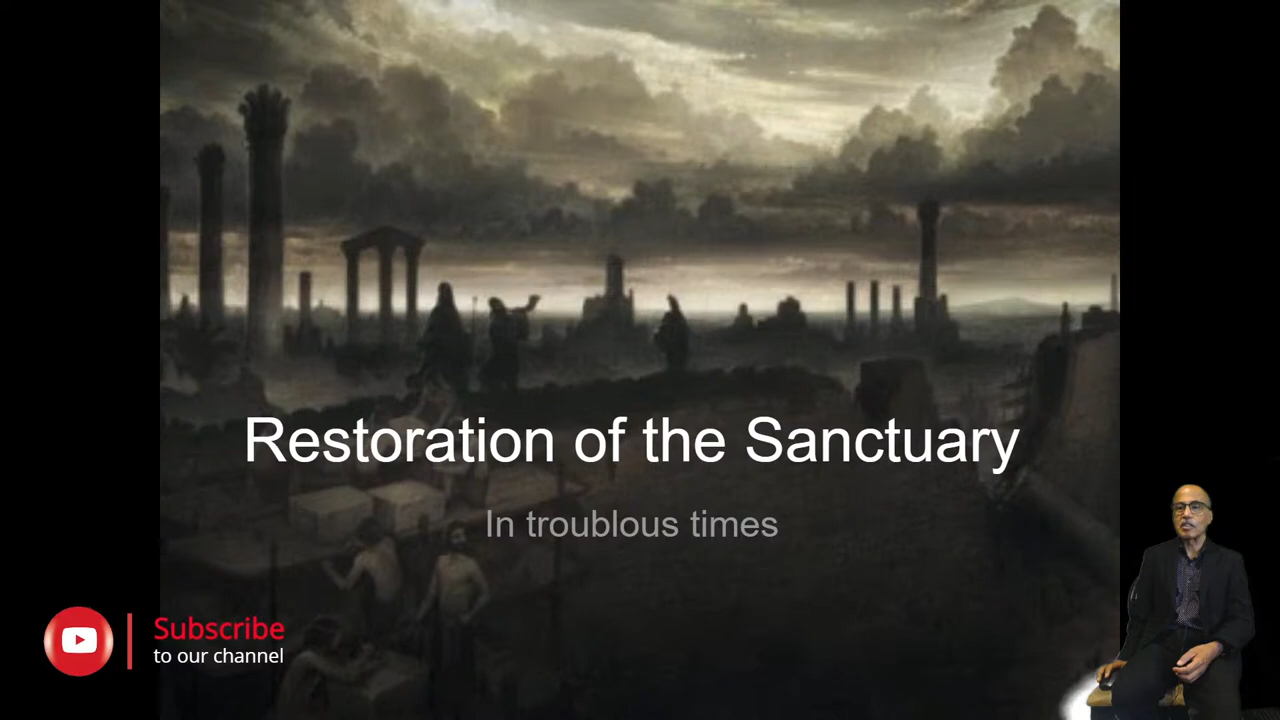 Restoration of the Sanctuary
In troublous times
Subscribe
to our channel